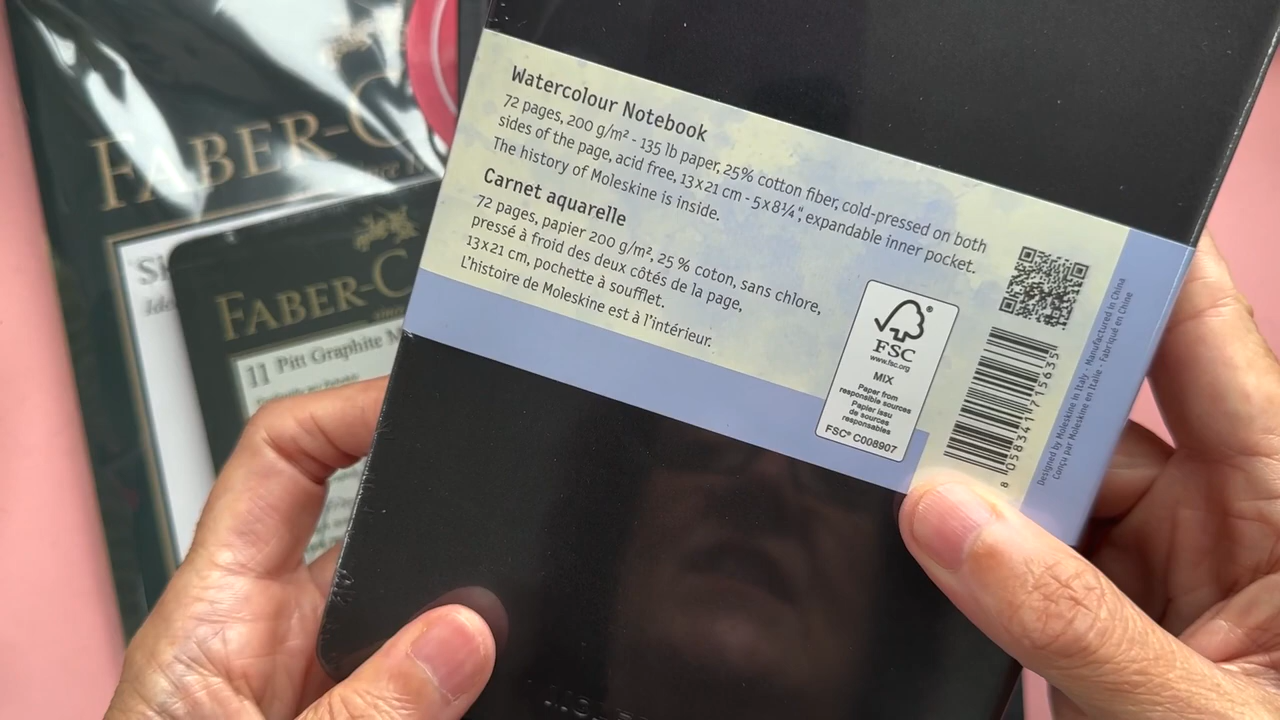 FABER-C
FABER-C
11 Pitt Graphite M
Watercolour Notebook
72 pages, 200 g/m² - 135 lb paper, 25% cotton fiber, cold-pressed on both
sides of the page, acid free, 13x21 cm - 5x8¼", expandable inner pocket.
The history of Moleskine is inside.
Carnet aquarelle
72 pages, papier 200 g/m², 25 % coton, sans chlore,
pressé à froid des deux côtés de la page,
13x21 cm, pochette à soufflet.
L'histoire de Moleskine est à l'intérieur.
FSC®
www.fsc.org
MIX
Paper from
responsible sources
Papier issu
de sources
responsables
FSC® C008907
8 058341 715635
Designed by Moleskine in Italy - Manufactured in China
Conçu par Moleskine en Italie - Fabriqué en Chine